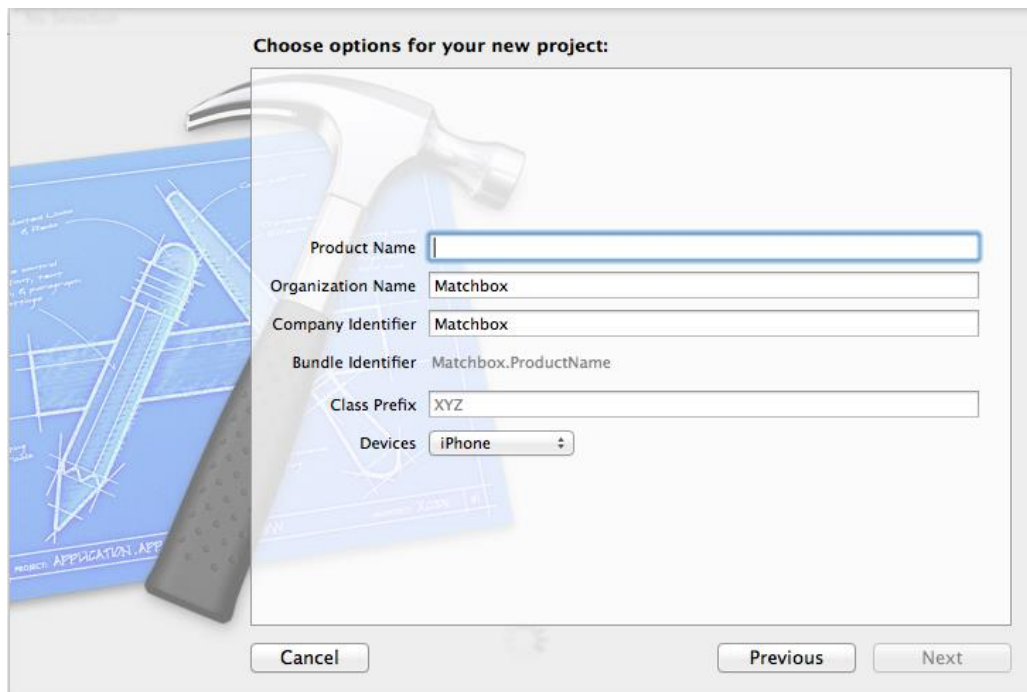 Choose options for your new project:
Product Name
Organization Name Matchbox
Company Identifier Matchbox
Bundle Identifier Matchbox.ProductName
Class Prefix XYZ
Devices iPhone
PROJECT: APPLICATION.APP
Cancel Previous Next